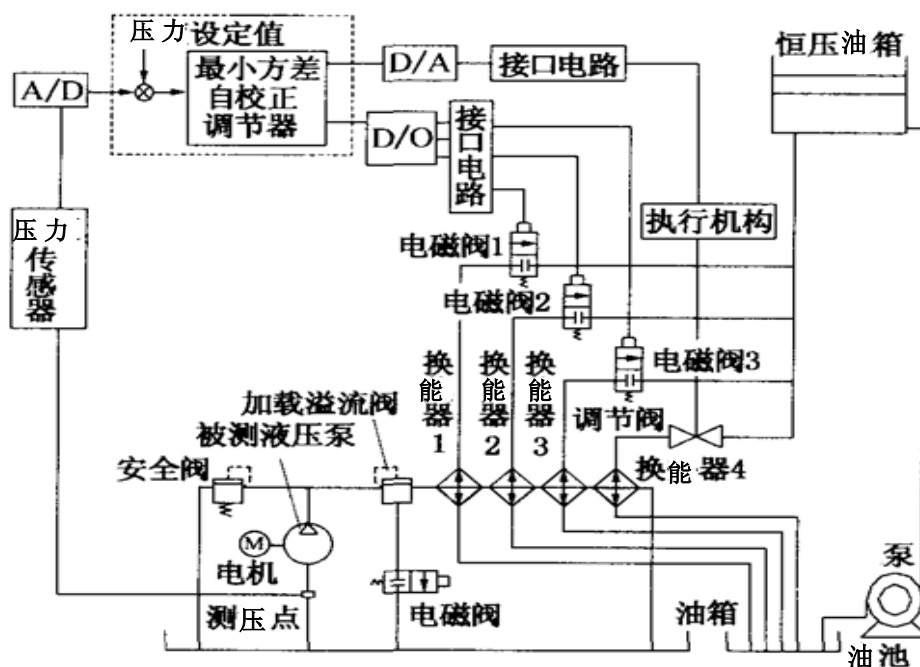 压力设定值
A/D
最小方差
自校正
调节器
D/A
接口电路
恒压油箱
D/O
接口电路
压力传感器
执行机构
电磁阀1
电磁阀2
电磁阀3
换能器1
换能器2
换能器3
加载溢流阀
被测液压泵
调节阀
安全阀
换能器4
M
电机
测压点
电磁阀
油箱
泵
油池